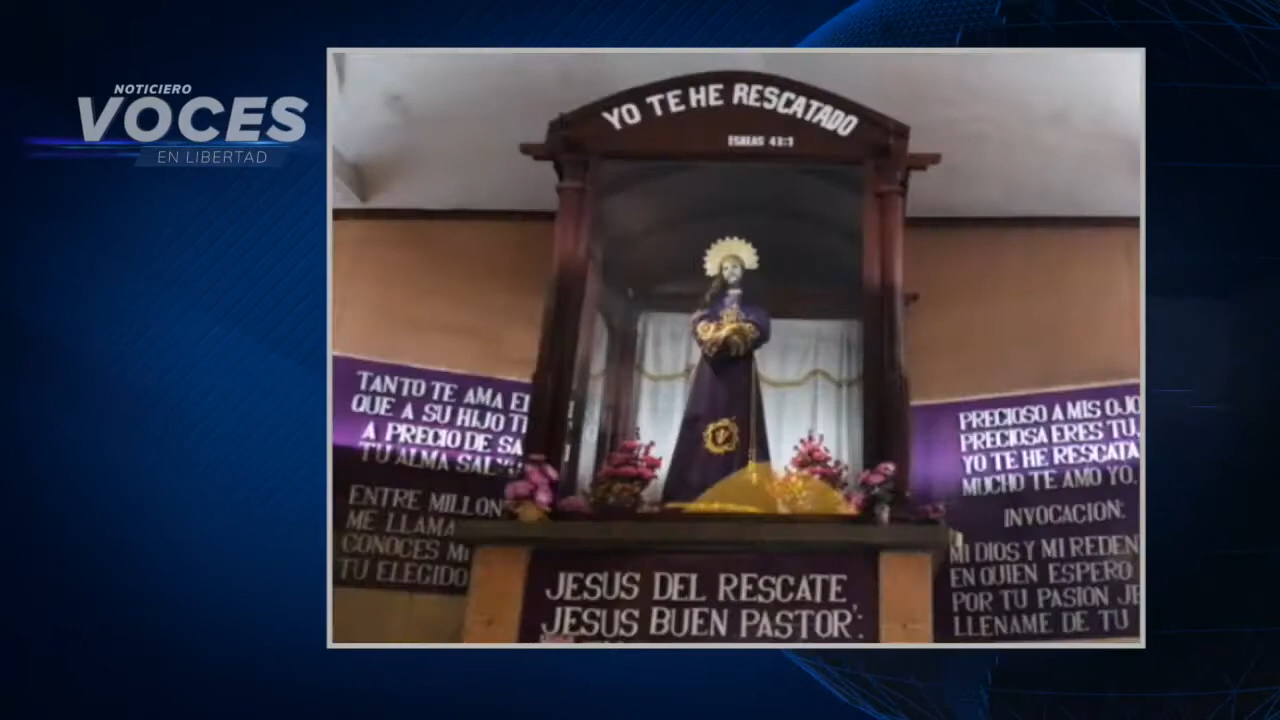 NOTICIERO
VOCES
EN LIBERTAD
YO TE HE RESCATADO
ISAIAS 43:1
TANTO TE AMA
QUE A SU HIJO
A PRECIO DE
TU ALMA
ENTRE
ME LLAMA
CONOCES
TU ELEGIDO
JESUS DEL RESCATE
JESUS BUEN PASTOR
PRECIOSO A MIS
PRECIOSA ERES TU,
YO TE HE
MUCHO TE AMO YO.
INVOCACION:
MI DIOS Y MI
EN QUIEN ESPERO
POR TU PASION
LLENAME DE TU